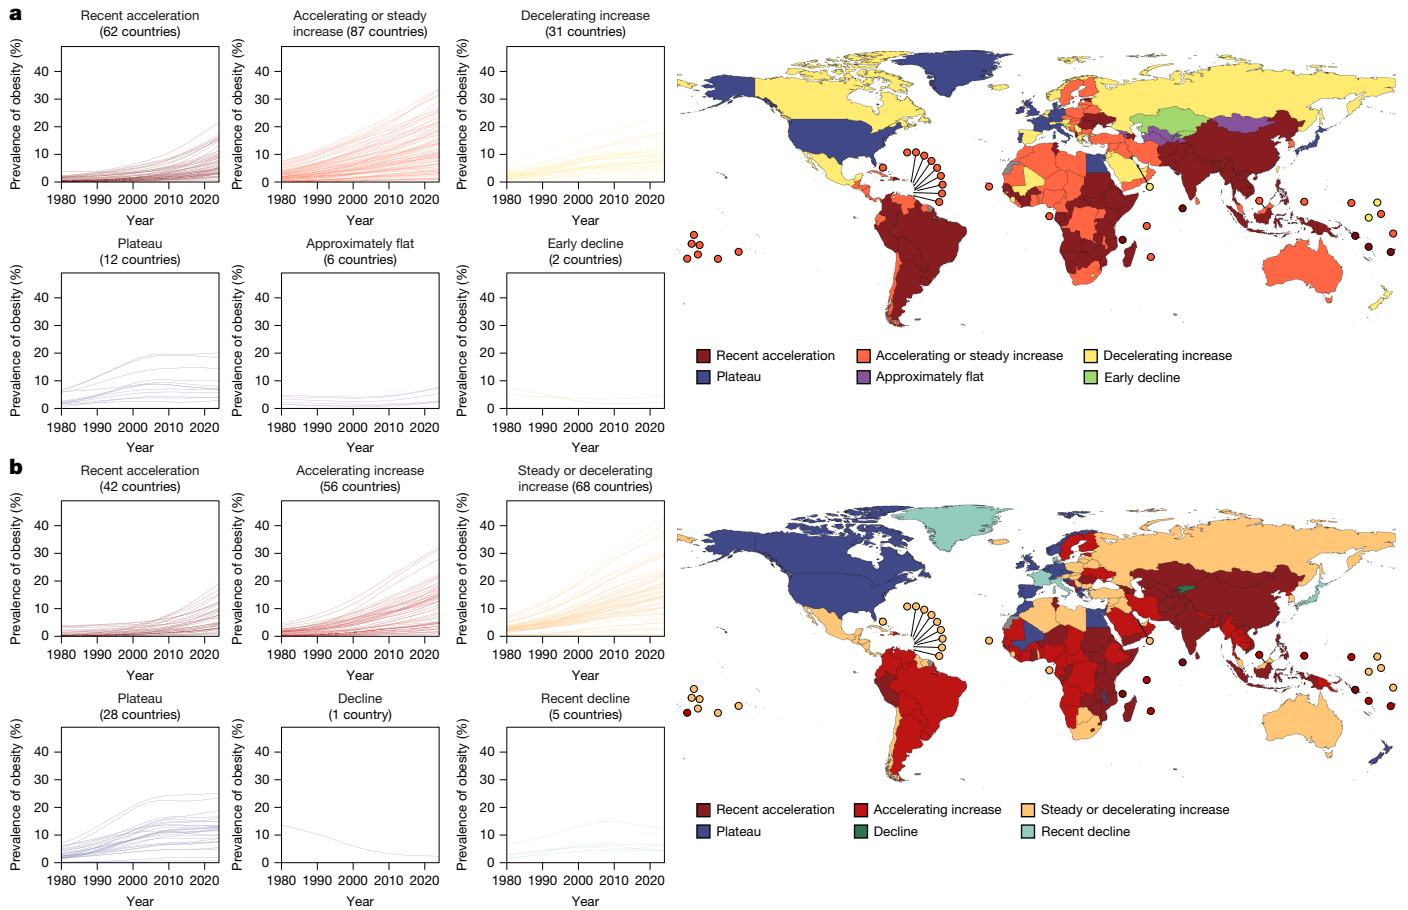 a
Recent acceleration
(62 countries)
Prevalence of obesity (%)
40
30
20
10
0
1980 1990 2000 2010 2020
Year
Accelerating or steady
increase (87 countries)
Prevalence of obesity (%)
40
30
20
10
0
1980 1990 2000 2010 2020
Year
Decelerating increase
(31 countries)
Prevalence of obesity (%)
40
30
20
10
0
1980 1990 2000 2010 2020
Year
Plateau
(12 countries)
Prevalence of obesity (%)
40
30
20
10
0
1980 1990 2000 2010 2020
Year
Approximately flat
(6 countries)
Prevalence of obesity (%)
40
30
20
10
0
1980 1990 2000 2010 2020
Year
Early decline
(2 countries)
Prevalence of obesity (%)
40
30
20
10
0
1980 1990 2000 2010 2020
Year
Recent acceleration
Accelerating or steady increase
Decelerating increase
Plateau
Approximately flat
Early decline
b
Recent acceleration
(42 countries)
Prevalence of obesity (%)
40
30
20
10
0
1980 1990 2000 2010 2020
Year
Accelerating increase
(56 countries)
Prevalence of obesity (%)
40
30
20
10
0
1980 1990 2000 2010 2020
Year
Steady or decelerating
increase (68 countries)
Prevalence of obesity (%)
40
30
20
10
0
1980 1990 2000 2010 2020
Year
Plateau
(28 countries)
Prevalence of obesity (%)
40
30
20
10
0
1980 1990 2000 2010 2020
Year
Decline
(1 country)
Prevalence of obesity (%)
40
30
20
10
0
1980 1990 2000 2010 2020
Year
Recent decline
(5 countries)
Prevalence of obesity (%)
40
30
20
10
0
1980 1990 2000 2010 2020
Year
Recent acceleration
Accelerating increase
Steady or decelerating increase
Plateau
Decline
Recent decline